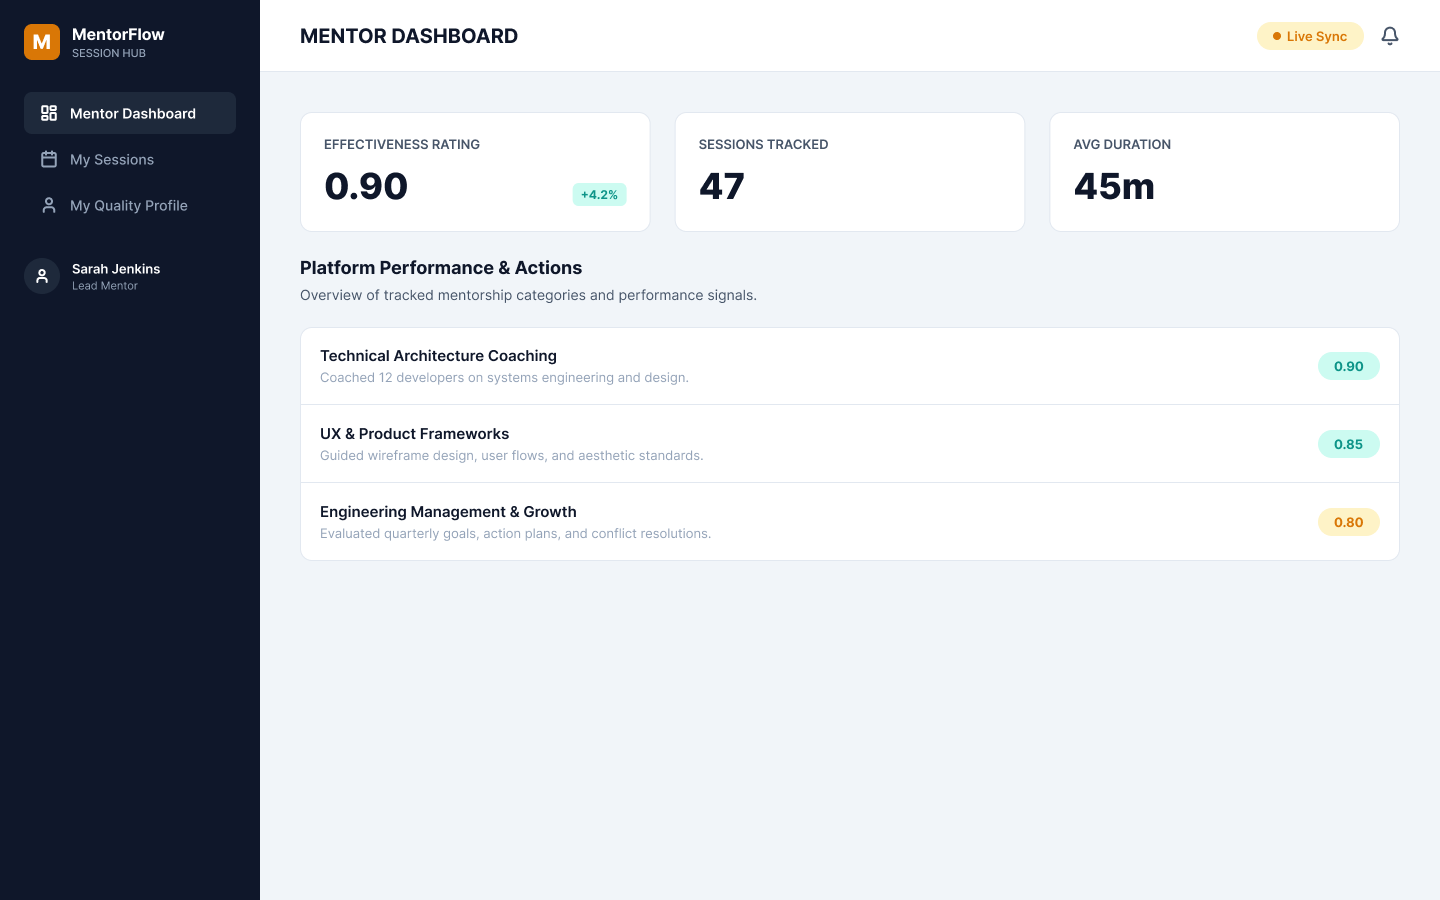 M
MentorFlow
SESSION HUB
Mentor Dashboard
My Sessions
My Quality Profile
Sarah Jenkins
Lead Mentor
MENTOR DASHBOARD
Live Sync
EFFECTIVENESS RATING
0.90
+4.2%
SESSIONS TRACKED
47
AVG DURATION
45m
Platform Performance & Actions
Overview of tracked mentorship categories and performance signals.
Technical Architecture Coaching
Coached 12 developers on systems engineering and design.
0.90
UX & Product Frameworks
Guided wireframe design, user flows, and aesthetic standards.
0.85
Engineering Management & Growth
Evaluated quarterly goals, action plans, and conflict resolutions.
0.80